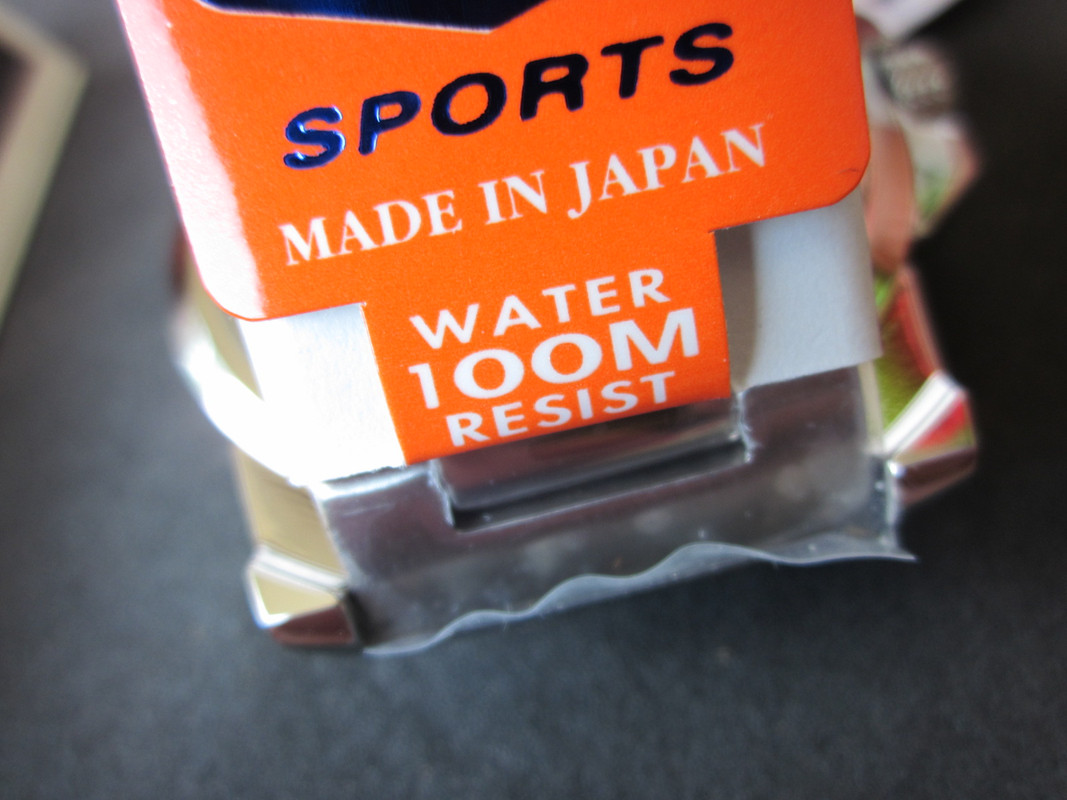 SPORTS
MADE IN JAPAN
WATER
100M
RESIST